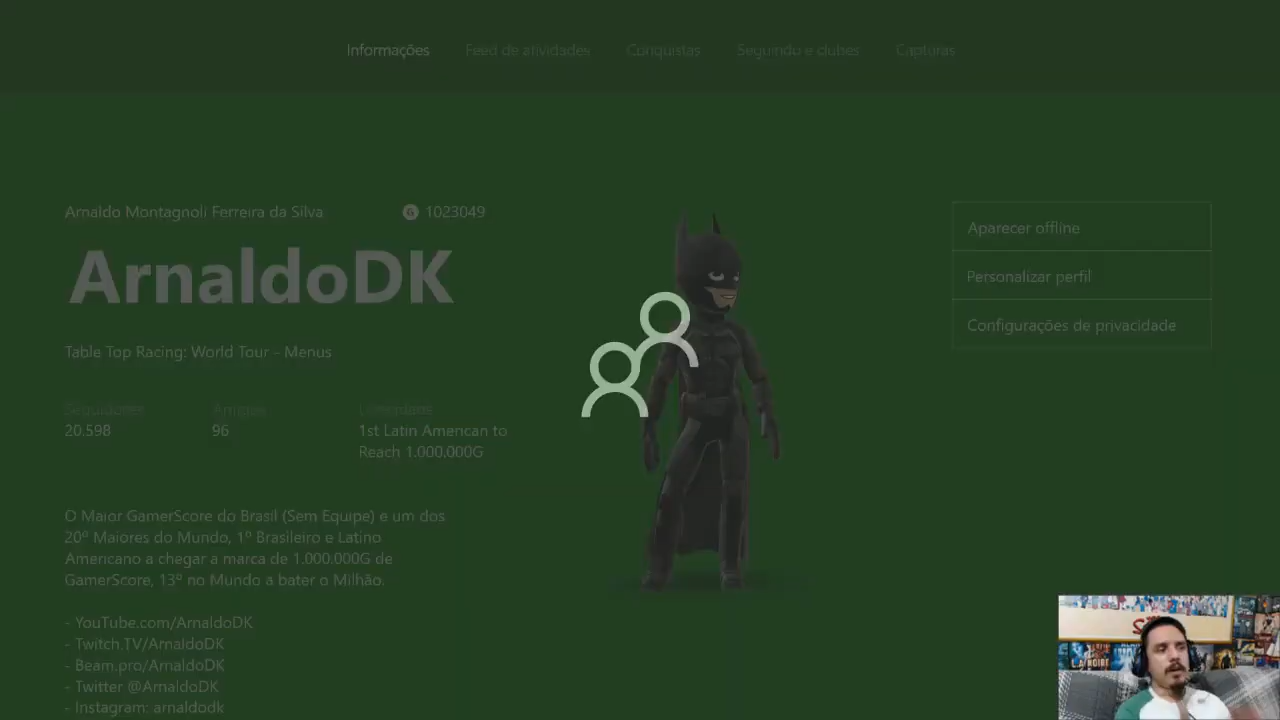 Informações Feed de atividades Conquistas Seguindo e clubes Capturas
Arnaldo Montagnoli Ferreira da Silva G 1023049
ArnaldoDK
Aparecer offline
Personalizar perfil
Configurações de privacidade
Table Top Racing: World Tour - Menus
Seguidores Amigos Localidade
20.598 96 1st Latin American to
Reach 1.000.000G
O Maior GamerScore do Brasil (Sem Equipe) e um dos
20º Maiores do Mundo, 1º Brasileiro e Latino
Americano a chegar a marca de 1.000.000G de
GamerScore, 13º no Mundo a bater o Milhão.
- YouTube.com/ArnaldoDK
- Twitch.TV/ArnaldoDK
- Beam.pro/ArnaldoDK
- Twitter @ArnaldoDK
- Instagram: arnaldodk
L.A.NOIRE